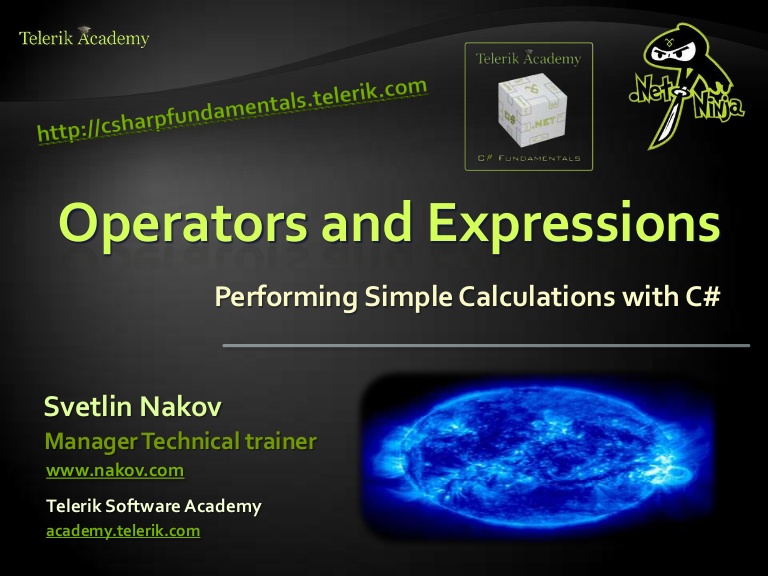 Telerik Academy
http://csharpfundamentals.telerik.com
Telerik Academy
C#
.NET
C# FUNDAMENTALS
.Net
Ninja
Operators and Expressions
Performing Simple Calculations with C#
Svetlin Nakov
Manager Technical trainer
www.nakov.com
Telerik Software Academy
academy.telerik.com